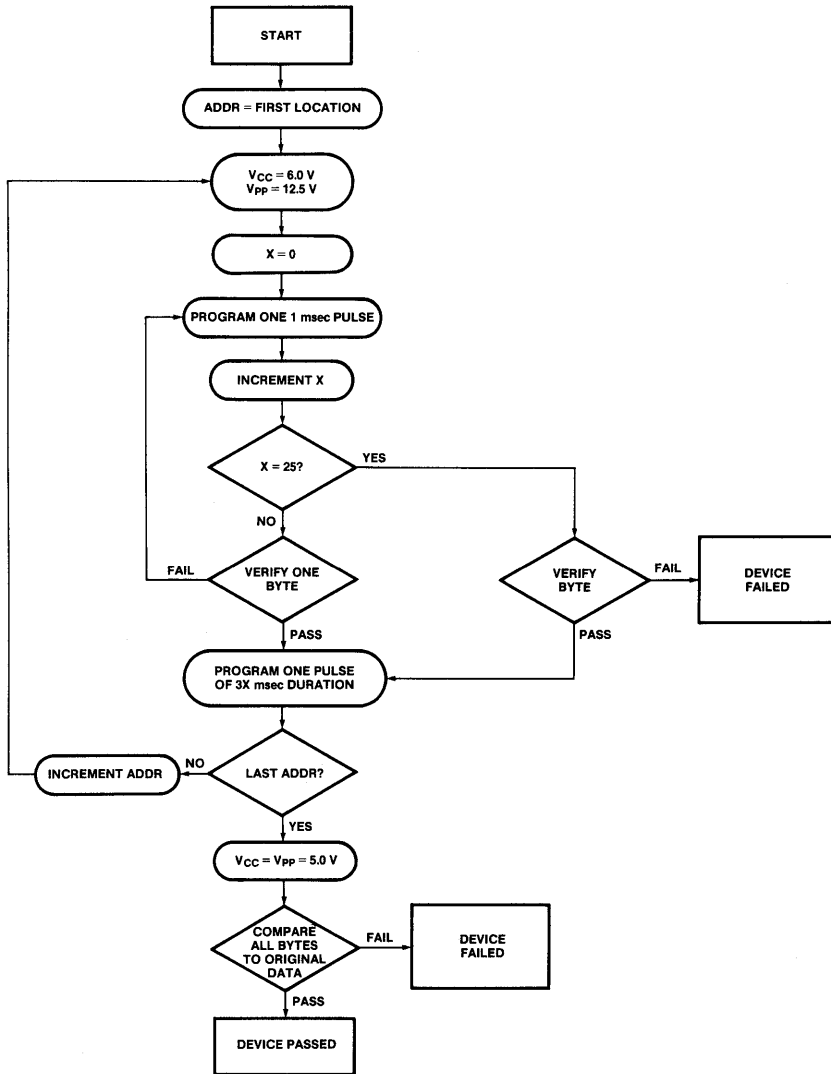 START
ADDR = FIRST LOCATION
VCC = 6.0 V
VPP = 12.5 V
X = 0
PROGRAM ONE 1 msec PULSE
INCREMENT X
X = 25?
YES
NO
VERIFY ONE
BYTE
FAIL
PASS
VERIFY
BYTE
FAIL
PASS
DEVICE
FAILED
PROGRAM ONE PULSE
OF 3X msec DURATION
LAST ADDR?
NO
INCREMENT ADDR
YES
VCC = VPP = 5.0 V
COMPARE
ALL BYTES
TO ORIGINAL
DATA
FAIL
DEVICE
FAILED
PASS
DEVICE PASSED